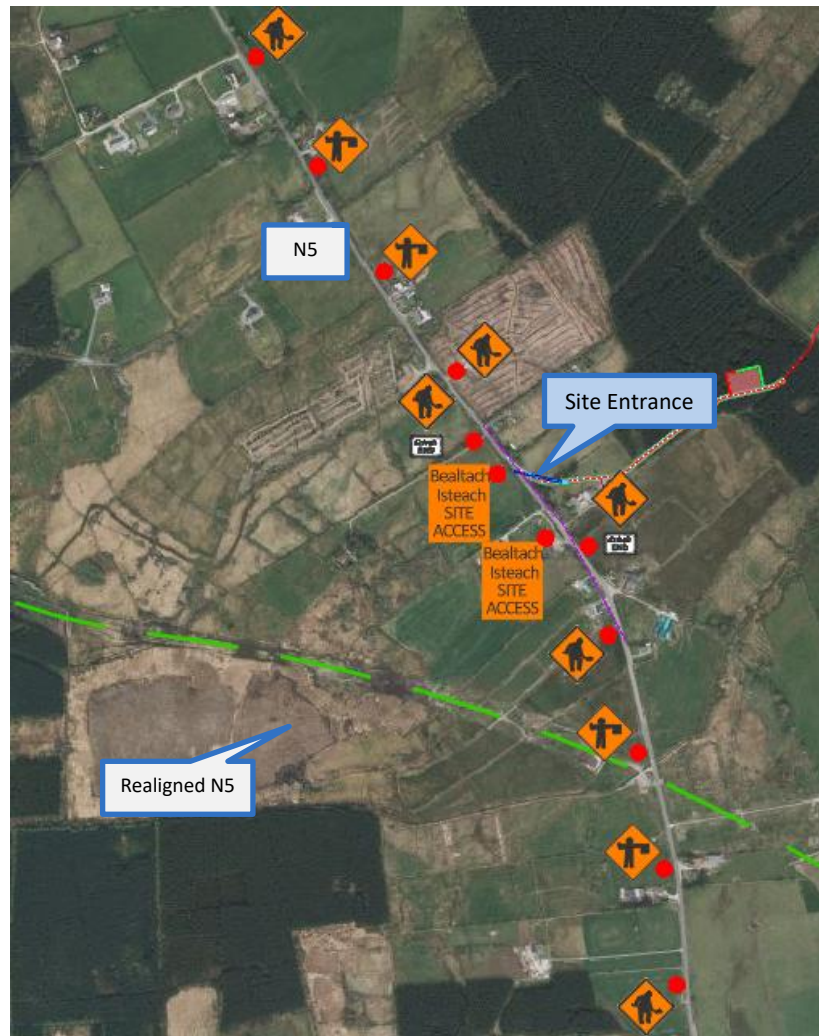 N5
Site Entrance
Bealtach
Isteach
SITE
ACCESS
Bealtach
Isteach
SITE
ACCESS
Realigned N5